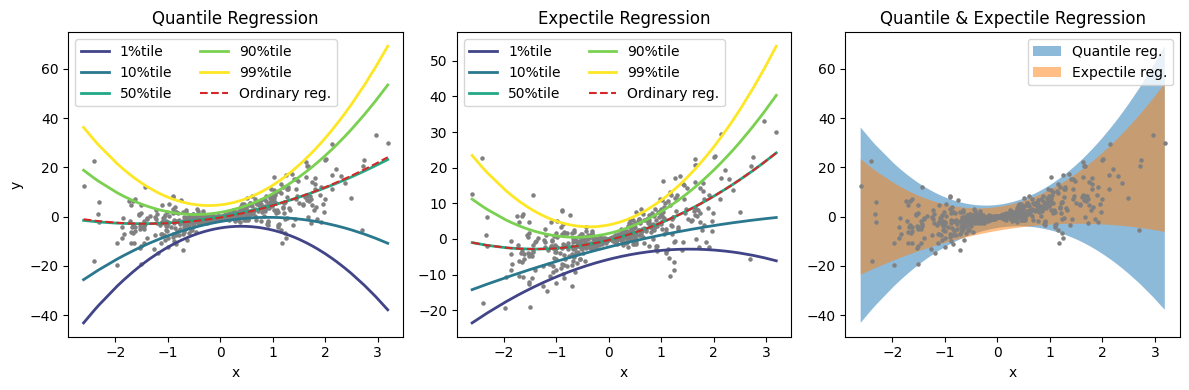 Quantile Regression
1%tile
10%tile
50%tile
90%tile
99%tile
Ordinary reg.
60
40
20
0
−20
−40
y
−2 −1 0 1 2 3
x
Expectile Regression
1%tile
10%tile
50%tile
90%tile
99%tile
Ordinary reg.
50
40
30
20
10
0
−10
−20
−2 −1 0 1 2 3
x
Quantile & Expectile Regression
Quantile reg.
Expectile reg.
60
40
20
0
−20
−40
−2 −1 0 1 2 3
x